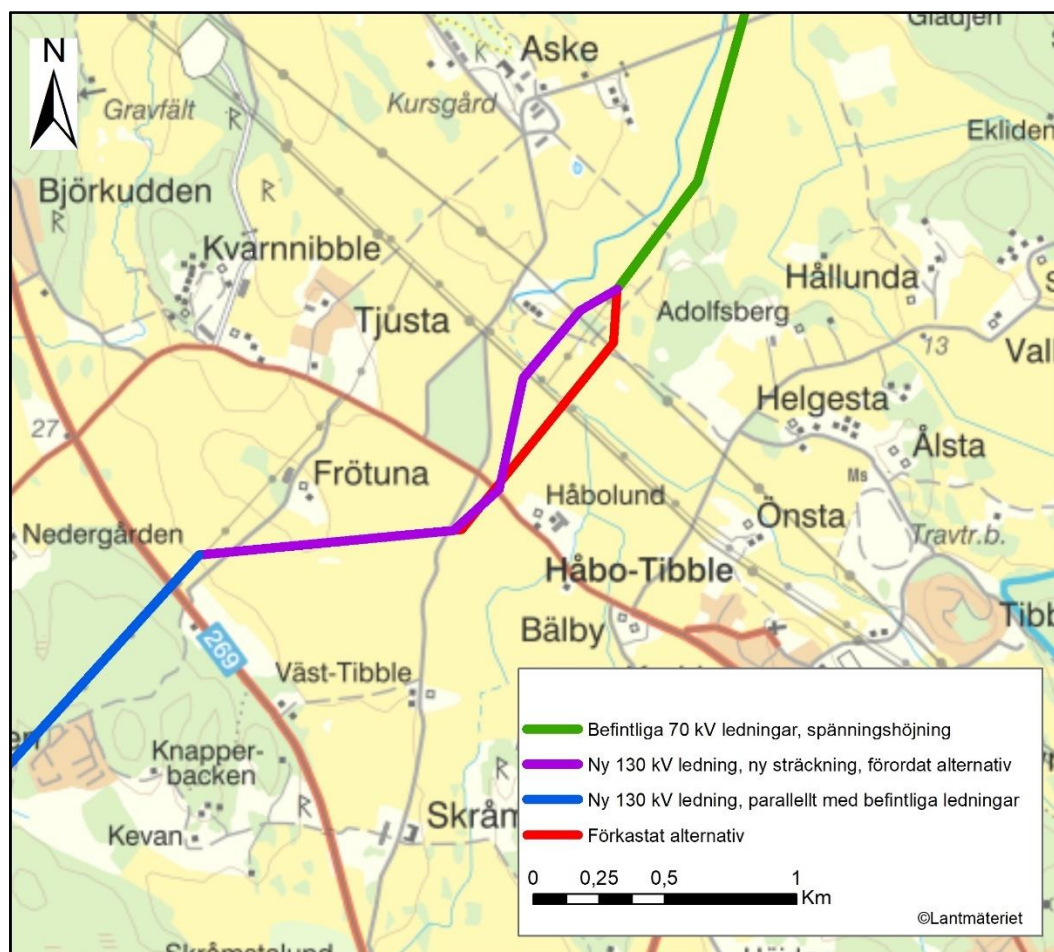 Gladjen
N
Aske
K
Gravfält
Kursgård
R
Ekliden
Björkudden
R
R
R
Kvarnnibble
Hållunda
Adolfsberg
Tjusta
13
Vall
Helgesta
27
Ålsta
Frötuna
Håbolund
Ms
Önsta
Nedergården
Travtr.b.
Håbo-Tibble
Tibb
Bälby
269
Väst-Tibble
Knapper-
backen
R
R
Kevan
Skråm
Befintliga 70 kV ledningar, spänningshöjning
Ny 130 kV ledning, ny sträckning, förordat alternativ
Ny 130 kV ledning, parallellt med befintliga ledningar
Förkastat alternativ
0 0,25 0,5 1
Km
©Lantmäteriet